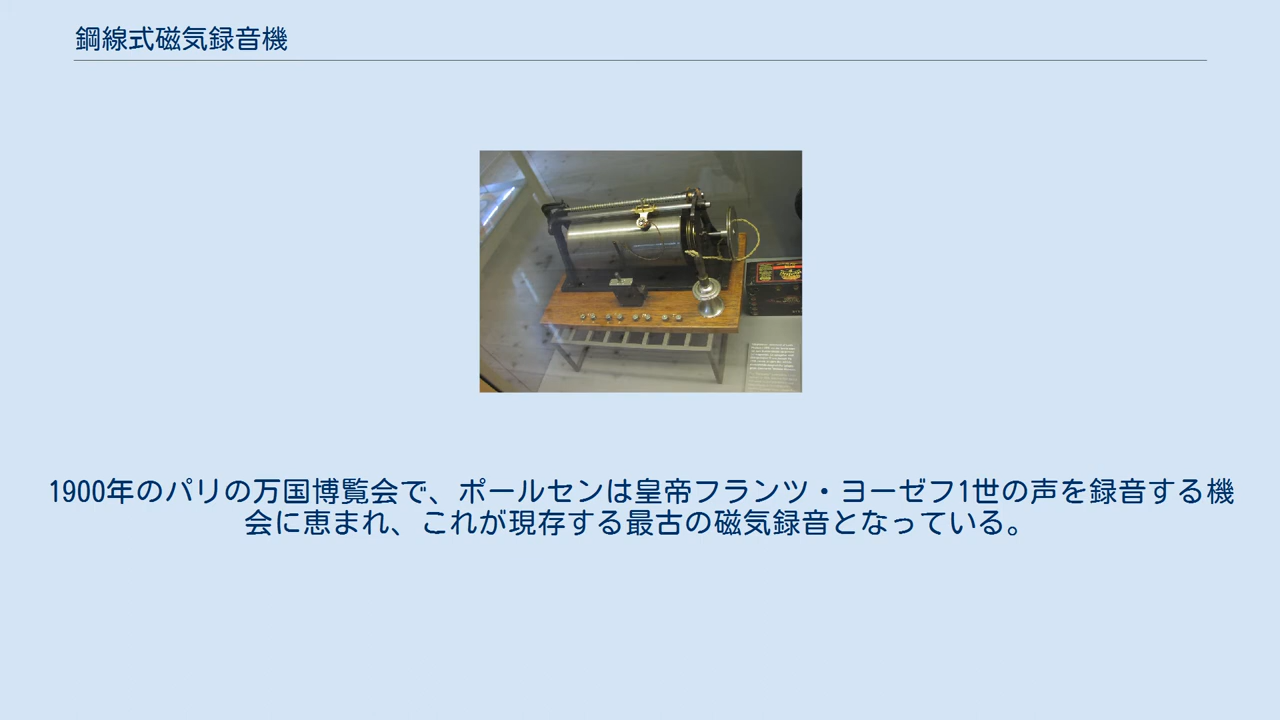 鋼線式磁気録音機
1900年のパリの万国博覧会で、ポールセンは皇帝フランツ・ヨーゼフ1世の声を録音する機
会に恵まれ、これが現存する最古の磁気録音となっている。